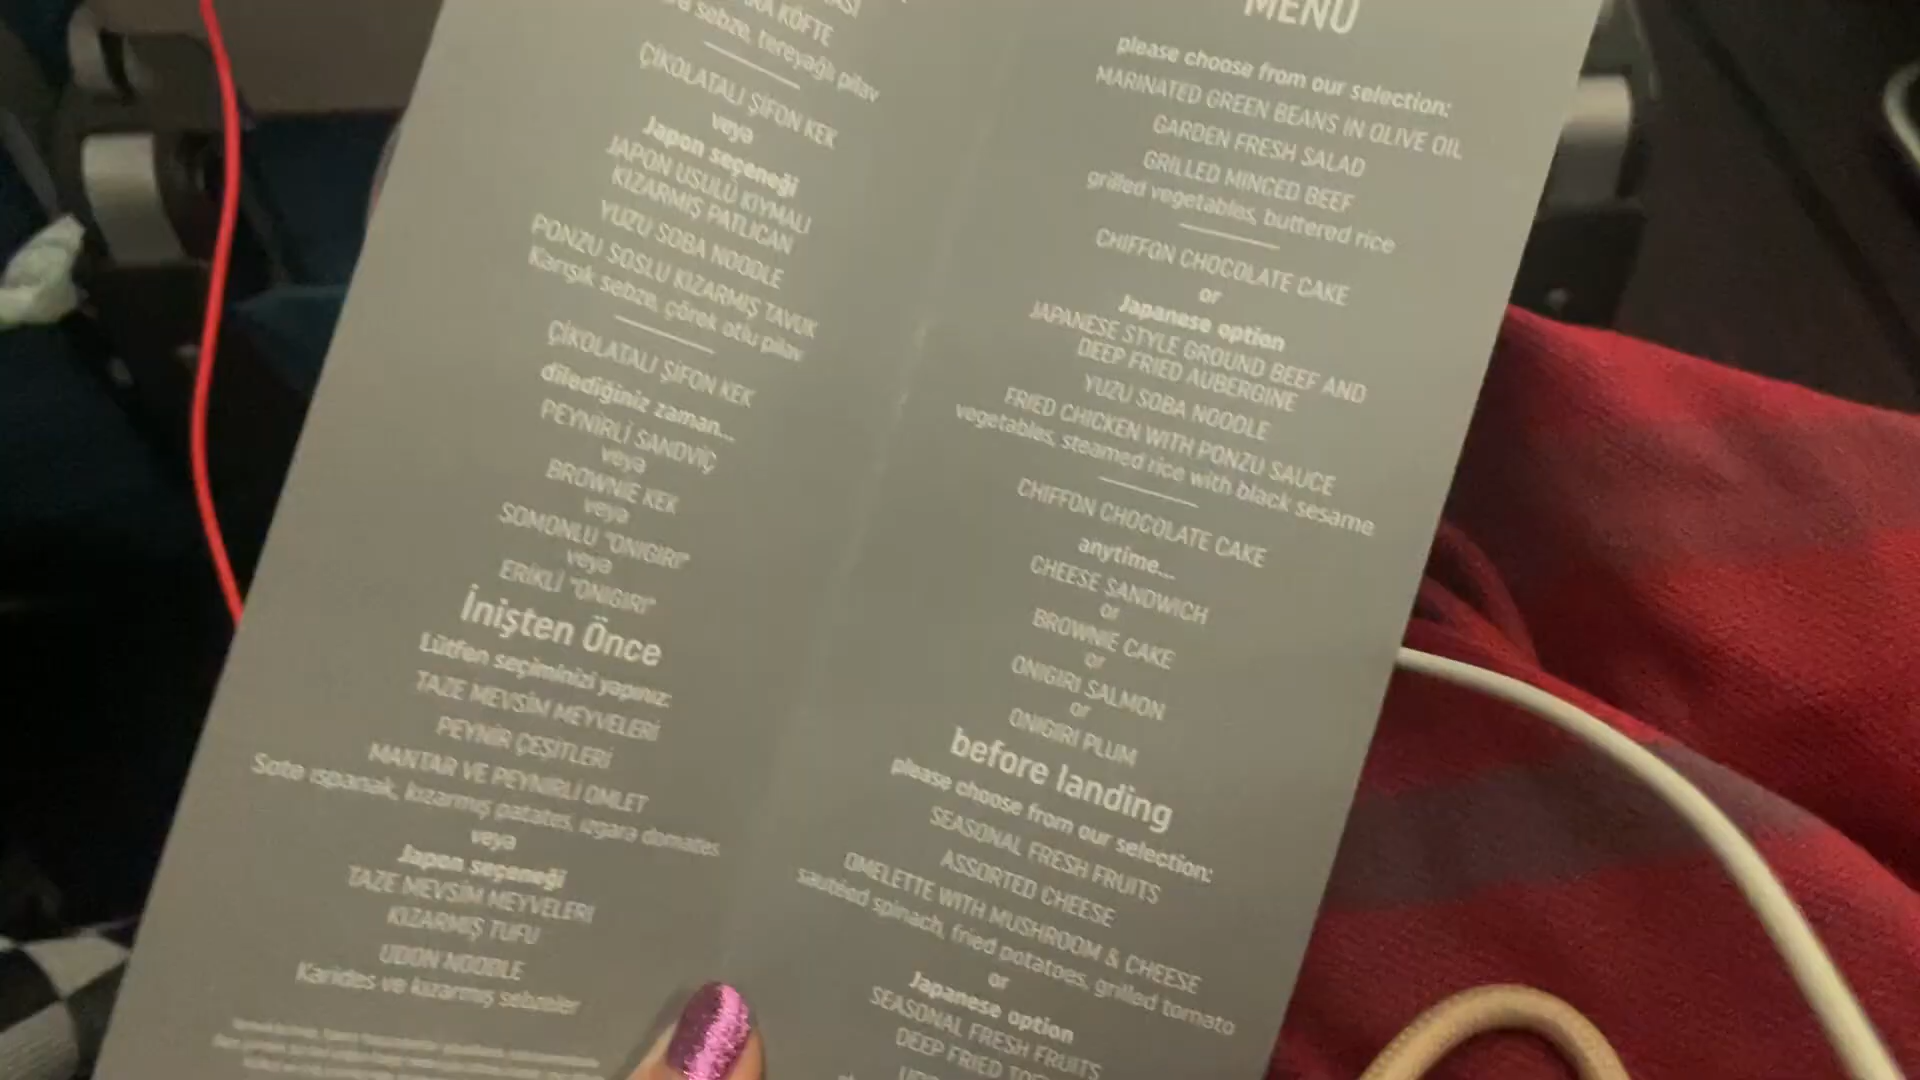 KÖFTE
sebze, tereyağlı pilav
ÇİKOLATALI ŞİFON KEK
veya
Japon seçeneği
JAPON USULÜ KIYMALI
KIZARMIŞ PATLICAN
YUZU SOBA NOODLE
PONZU SOSLU KIZARMIŞ TAVUK
Karışık sebze, çörek otlu pilav
ÇİKOLATALI ŞİFON KEK
dilediğiniz zaman...
PEYNİRLİ SANDVİÇ
veya
BROWNIE KEK
veya
SOMONLU "ONIGIRI"
veya
ERİKLİ "ONIGIRI"
İnişten Önce
Lütfen seçiminizi yapınız:
TAZE MEVSİM MEYVELERİ
PEYNİR ÇEŞİTLERİ
MANTAR VE PEYNİRLİ OMLET
Sote ıspanak, kızarmış patates, ızgara domates
veya
Japon seçeneği
TAZE MEVSİM MEYVELERİ
KIZARMIŞ TUFU
UDON NOODLE
Karides ve kızarmış sebzeler
MENU
please choose from our selection:
MARINATED GREEN BEANS IN OLIVE OIL
GARDEN FRESH SALAD
GRILLED MINCED BEEF
grilled vegetables, buttered rice
CHIFFON CHOCOLATE CAKE
or
Japanese option
JAPANESE STYLE GROUND BEEF AND
DEEP FRIED AUBERGINE
YUZU SOBA NOODLE
FRIED CHICKEN WITH PONZU SAUCE
vegetables, steamed rice with black sesame
CHIFFON CHOCOLATE CAKE
anytime...
CHEESE SANDWICH
or
BROWNIE CAKE
or
ONIGIRI SALMON
or
ONIGIRI PLUM
before landing
please choose from our selection:
SEASONAL FRESH FRUITS
ASSORTED CHEESE
OMELETTE WITH MUSHROOM & CHEESE
sautéed spinach, fried potatoes, grilled tomato
or
Japanese option
SEASONAL FRESH FRUITS
DEEP FRIED